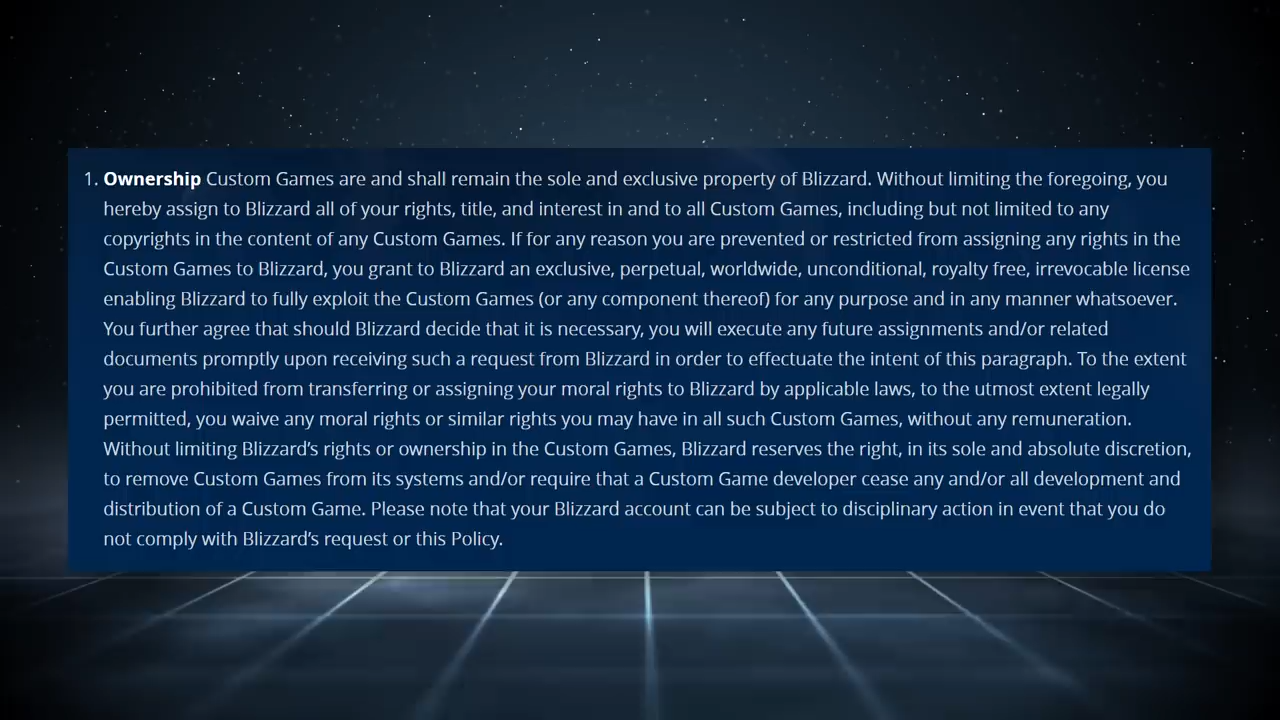 1. Ownership Custom Games are and shall remain the sole and exclusive property of Blizzard. Without limiting the foregoing, you
hereby assign to Blizzard all of your rights, title, and interest in and to all Custom Games, including but not limited to any
copyrights in the content of any Custom Games. If for any reason you are prevented or restricted from assigning any rights in the
Custom Games to Blizzard, you grant to Blizzard an exclusive, perpetual, worldwide, unconditional, royalty free, irrevocable license
enabling Blizzard to fully exploit the Custom Games (or any component thereof) for any purpose and in any manner whatsoever.
You further agree that should Blizzard decide that it is necessary, you will execute any future assignments and/or related
documents promptly upon receiving such a request from Blizzard in order to effectuate the intent of this paragraph. To the extent
you are prohibited from transferring or assigning your moral rights to Blizzard by applicable laws, to the utmost extent legally
permitted, you waive any moral rights or similar rights you may have in all such Custom Games, without any remuneration.
Without limiting Blizzard’s rights or ownership in the Custom Games, Blizzard reserves the right, in its sole and absolute discretion,
to remove Custom Games from its systems and/or require that a Custom Game developer cease any and/or all development and
distribution of a Custom Game. Please note that your Blizzard account can be subject to disciplinary action in event that you do
not comply with Blizzard’s request or this Policy.